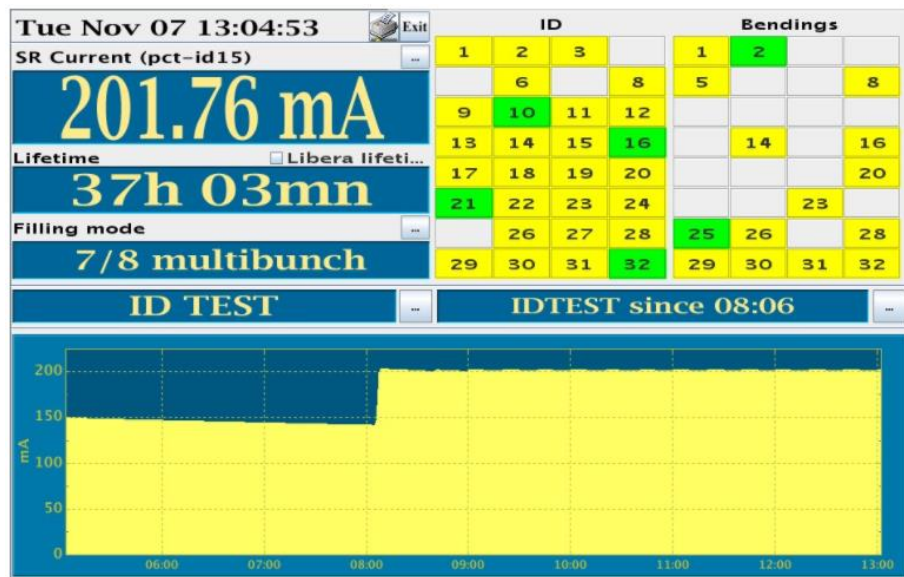 Tue Nov 07 13:04:53 Exit
SR Current (pct-id15) ...
201.76 mA
Lifetime Libera lifeti...
37h 03mn
Filling mode ...
7/8 multibunch
ID
1 2 3
6 8
9 10 11 12
13 14 15 16
17 18 19 20
21 22 23 24
26 27 28
29 30 31 32
Bendings
1 2
5 8
14 16
20
23
25 26 28
29 30 31 32
ID TEST ...
IDTEST since 08:06 ...
mA
200
150
100
50
0
06:00 07:00 08:00 09:00 10:00 11:00 12:00 13:00